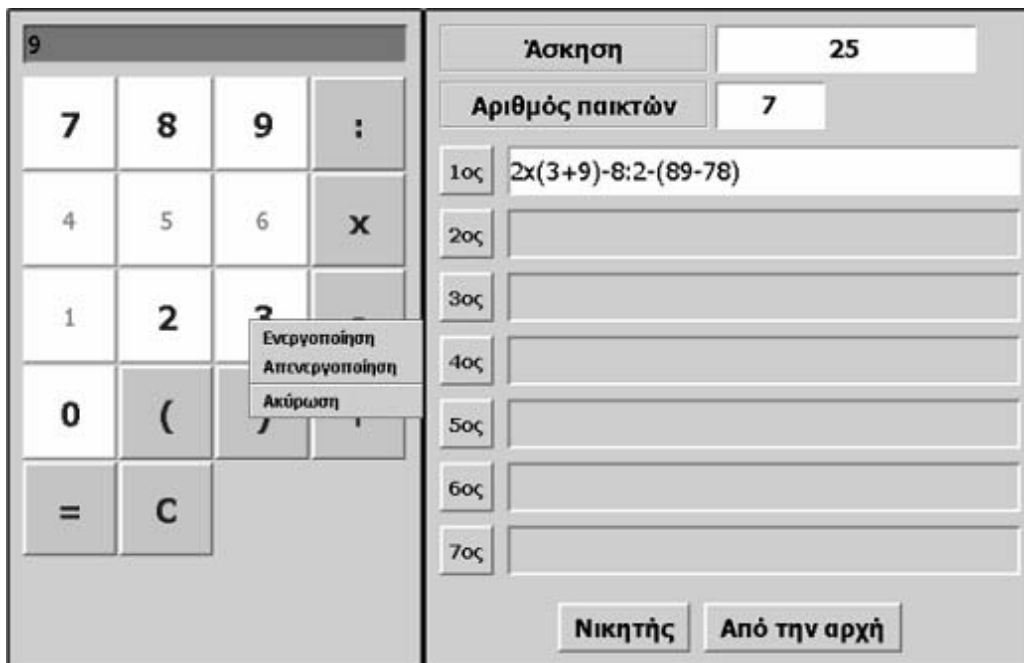 9
7 8 9 :
4 5 6 x
1 2 3 -
Ενεργοποίηση
Απενεργοποίηση
Ακύρωση
0 ( )
= C
Άσκηση 25
Αριθμός παικτών 7
1ος 2x(3+9)-8:2-(89-78)
2ος
3ος
4ος
5ος
6ος
7ος
Νικητής Από την αρχή